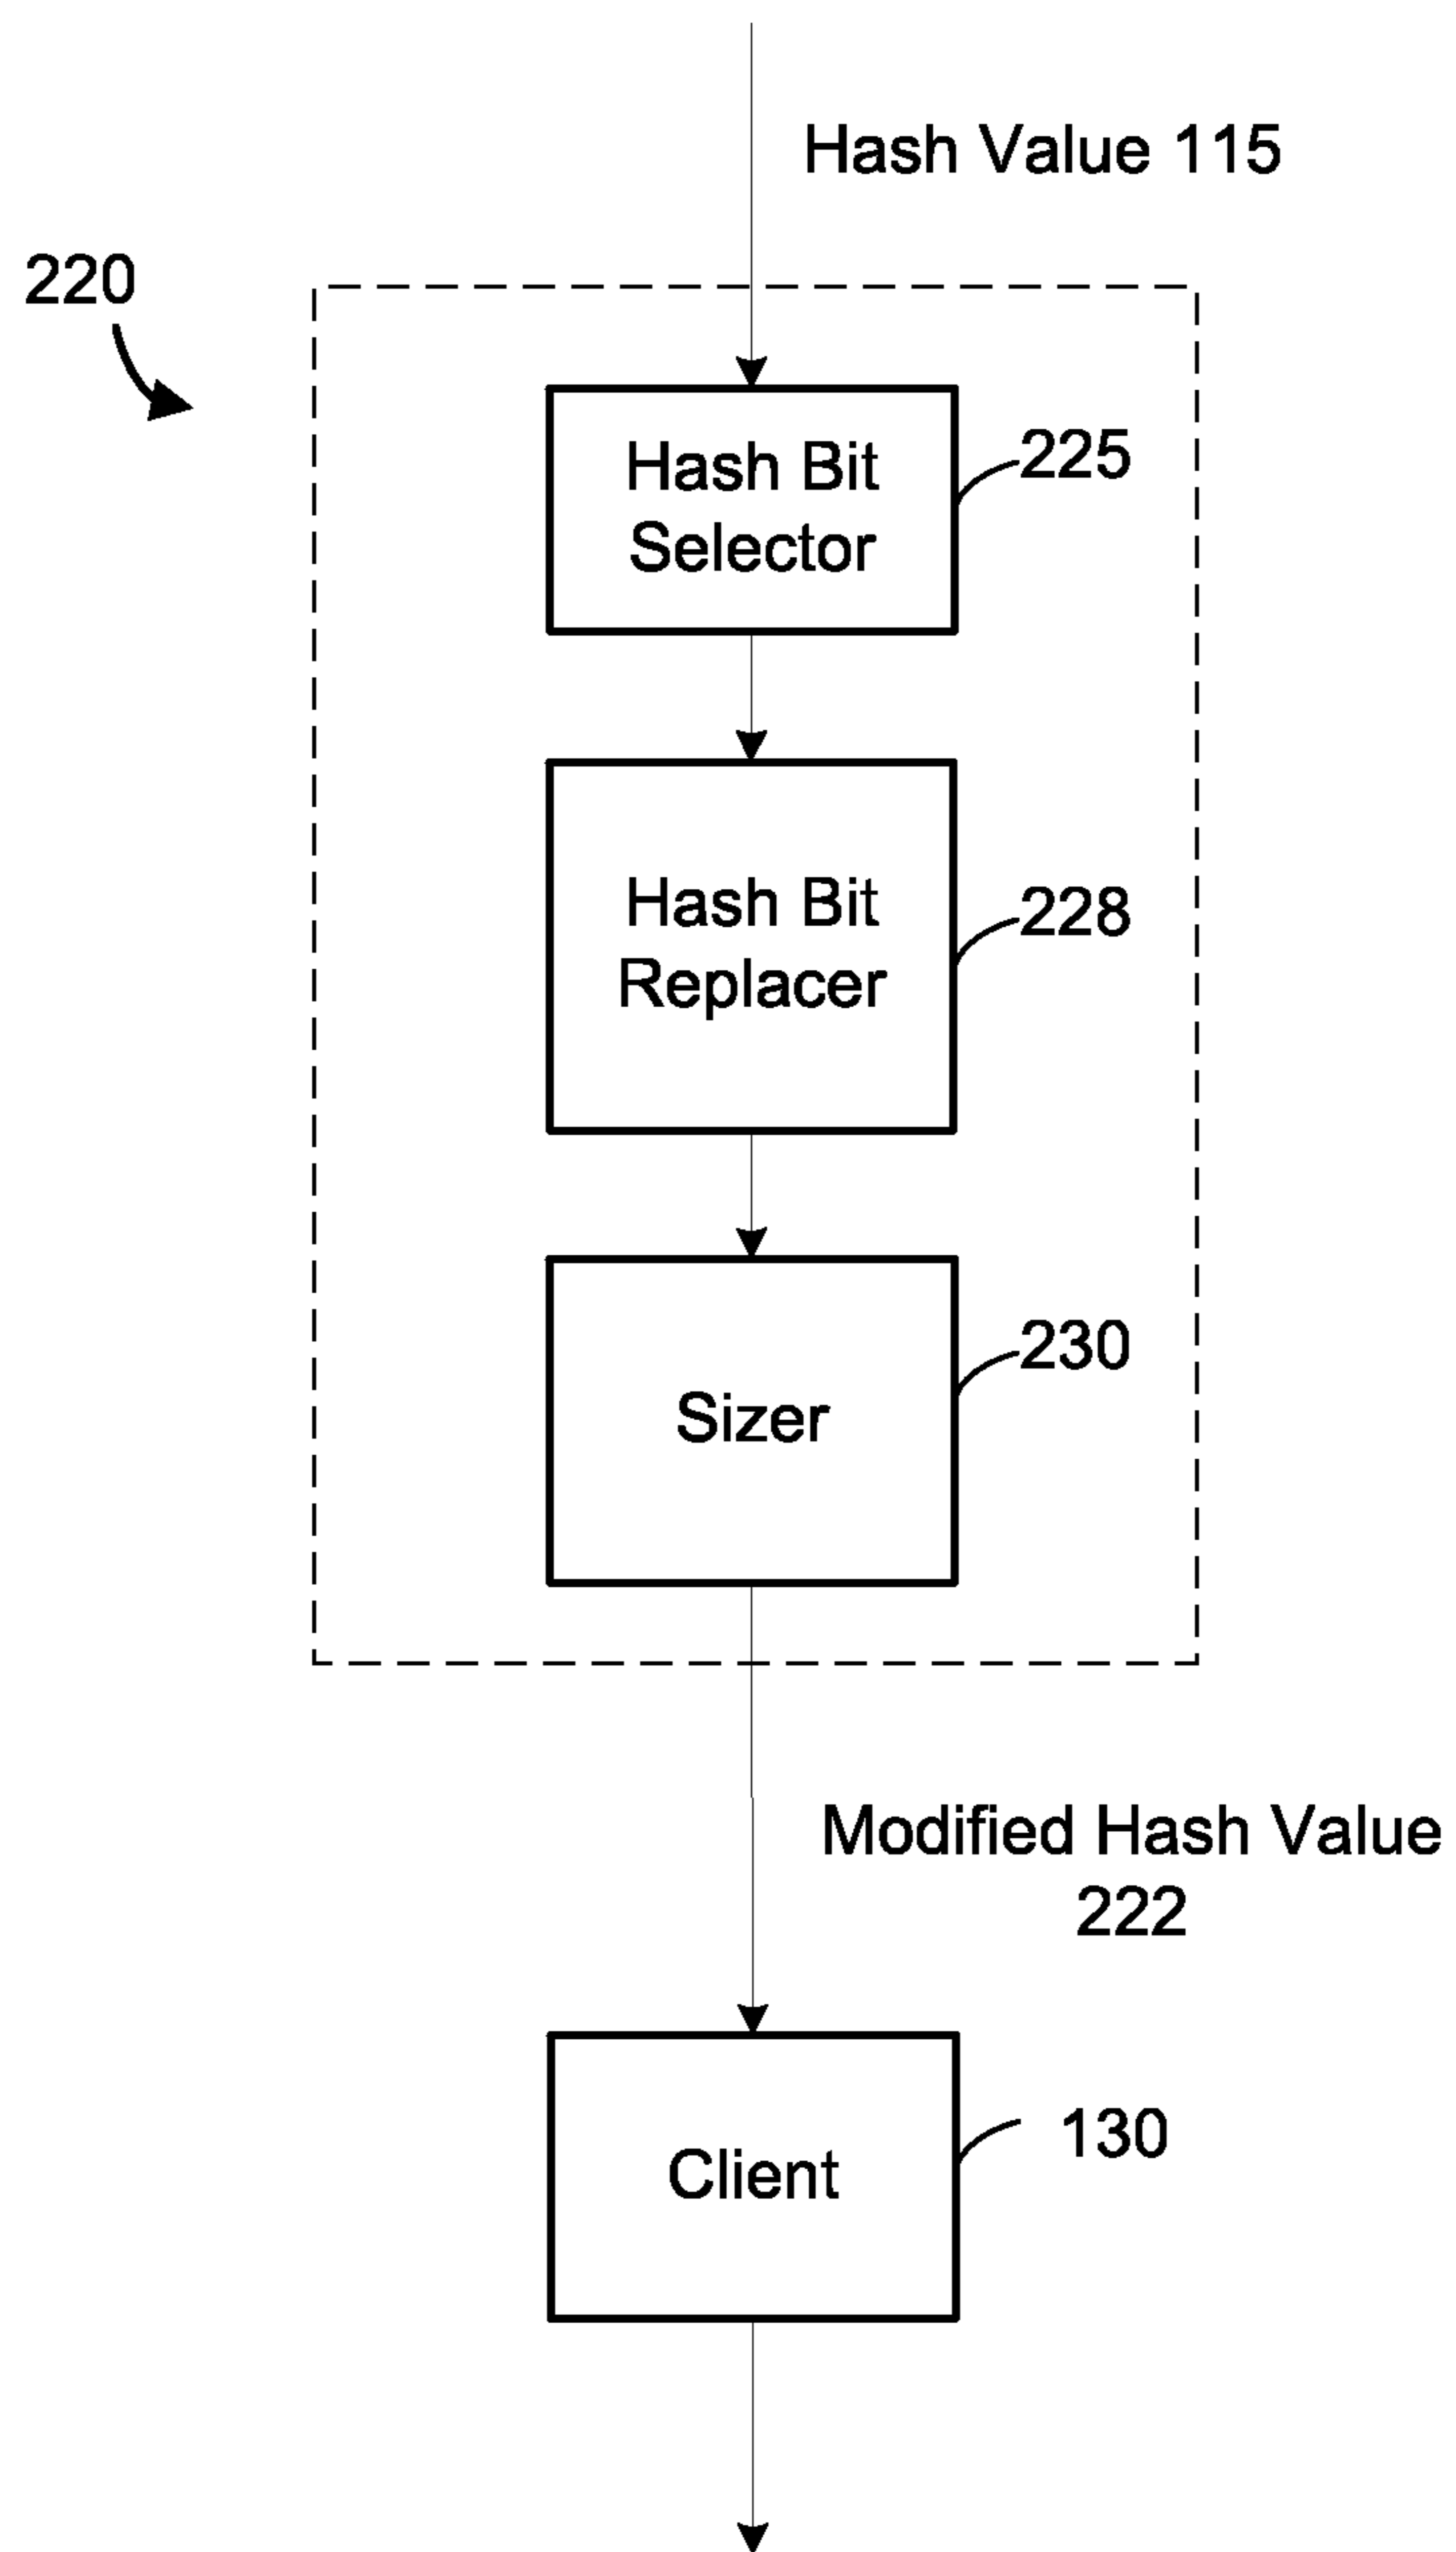 Hash Value 115
220
Hash Bit
Selector
225
Hash Bit
Replacer
228
Sizer
230
Modified Hash Value
222
Client
130